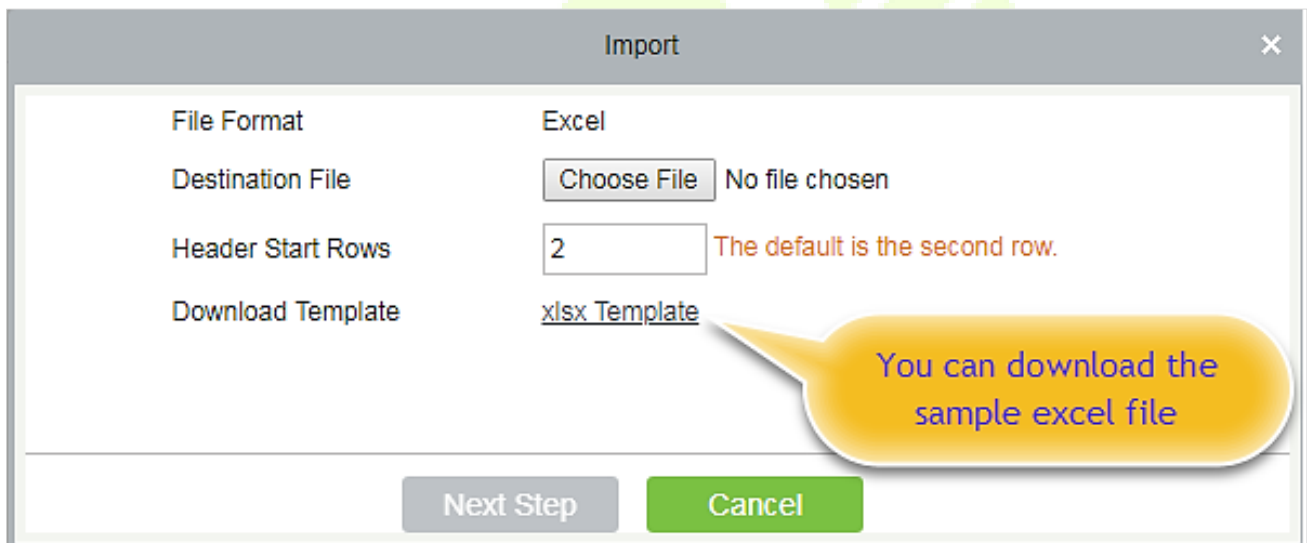 Import ×
File Format Excel
Destination File Choose File No file chosen
Header Start Rows 2 The default is the second row.
Download Template xlsx Template
You can download the
sample excel file
Next Step Cancel